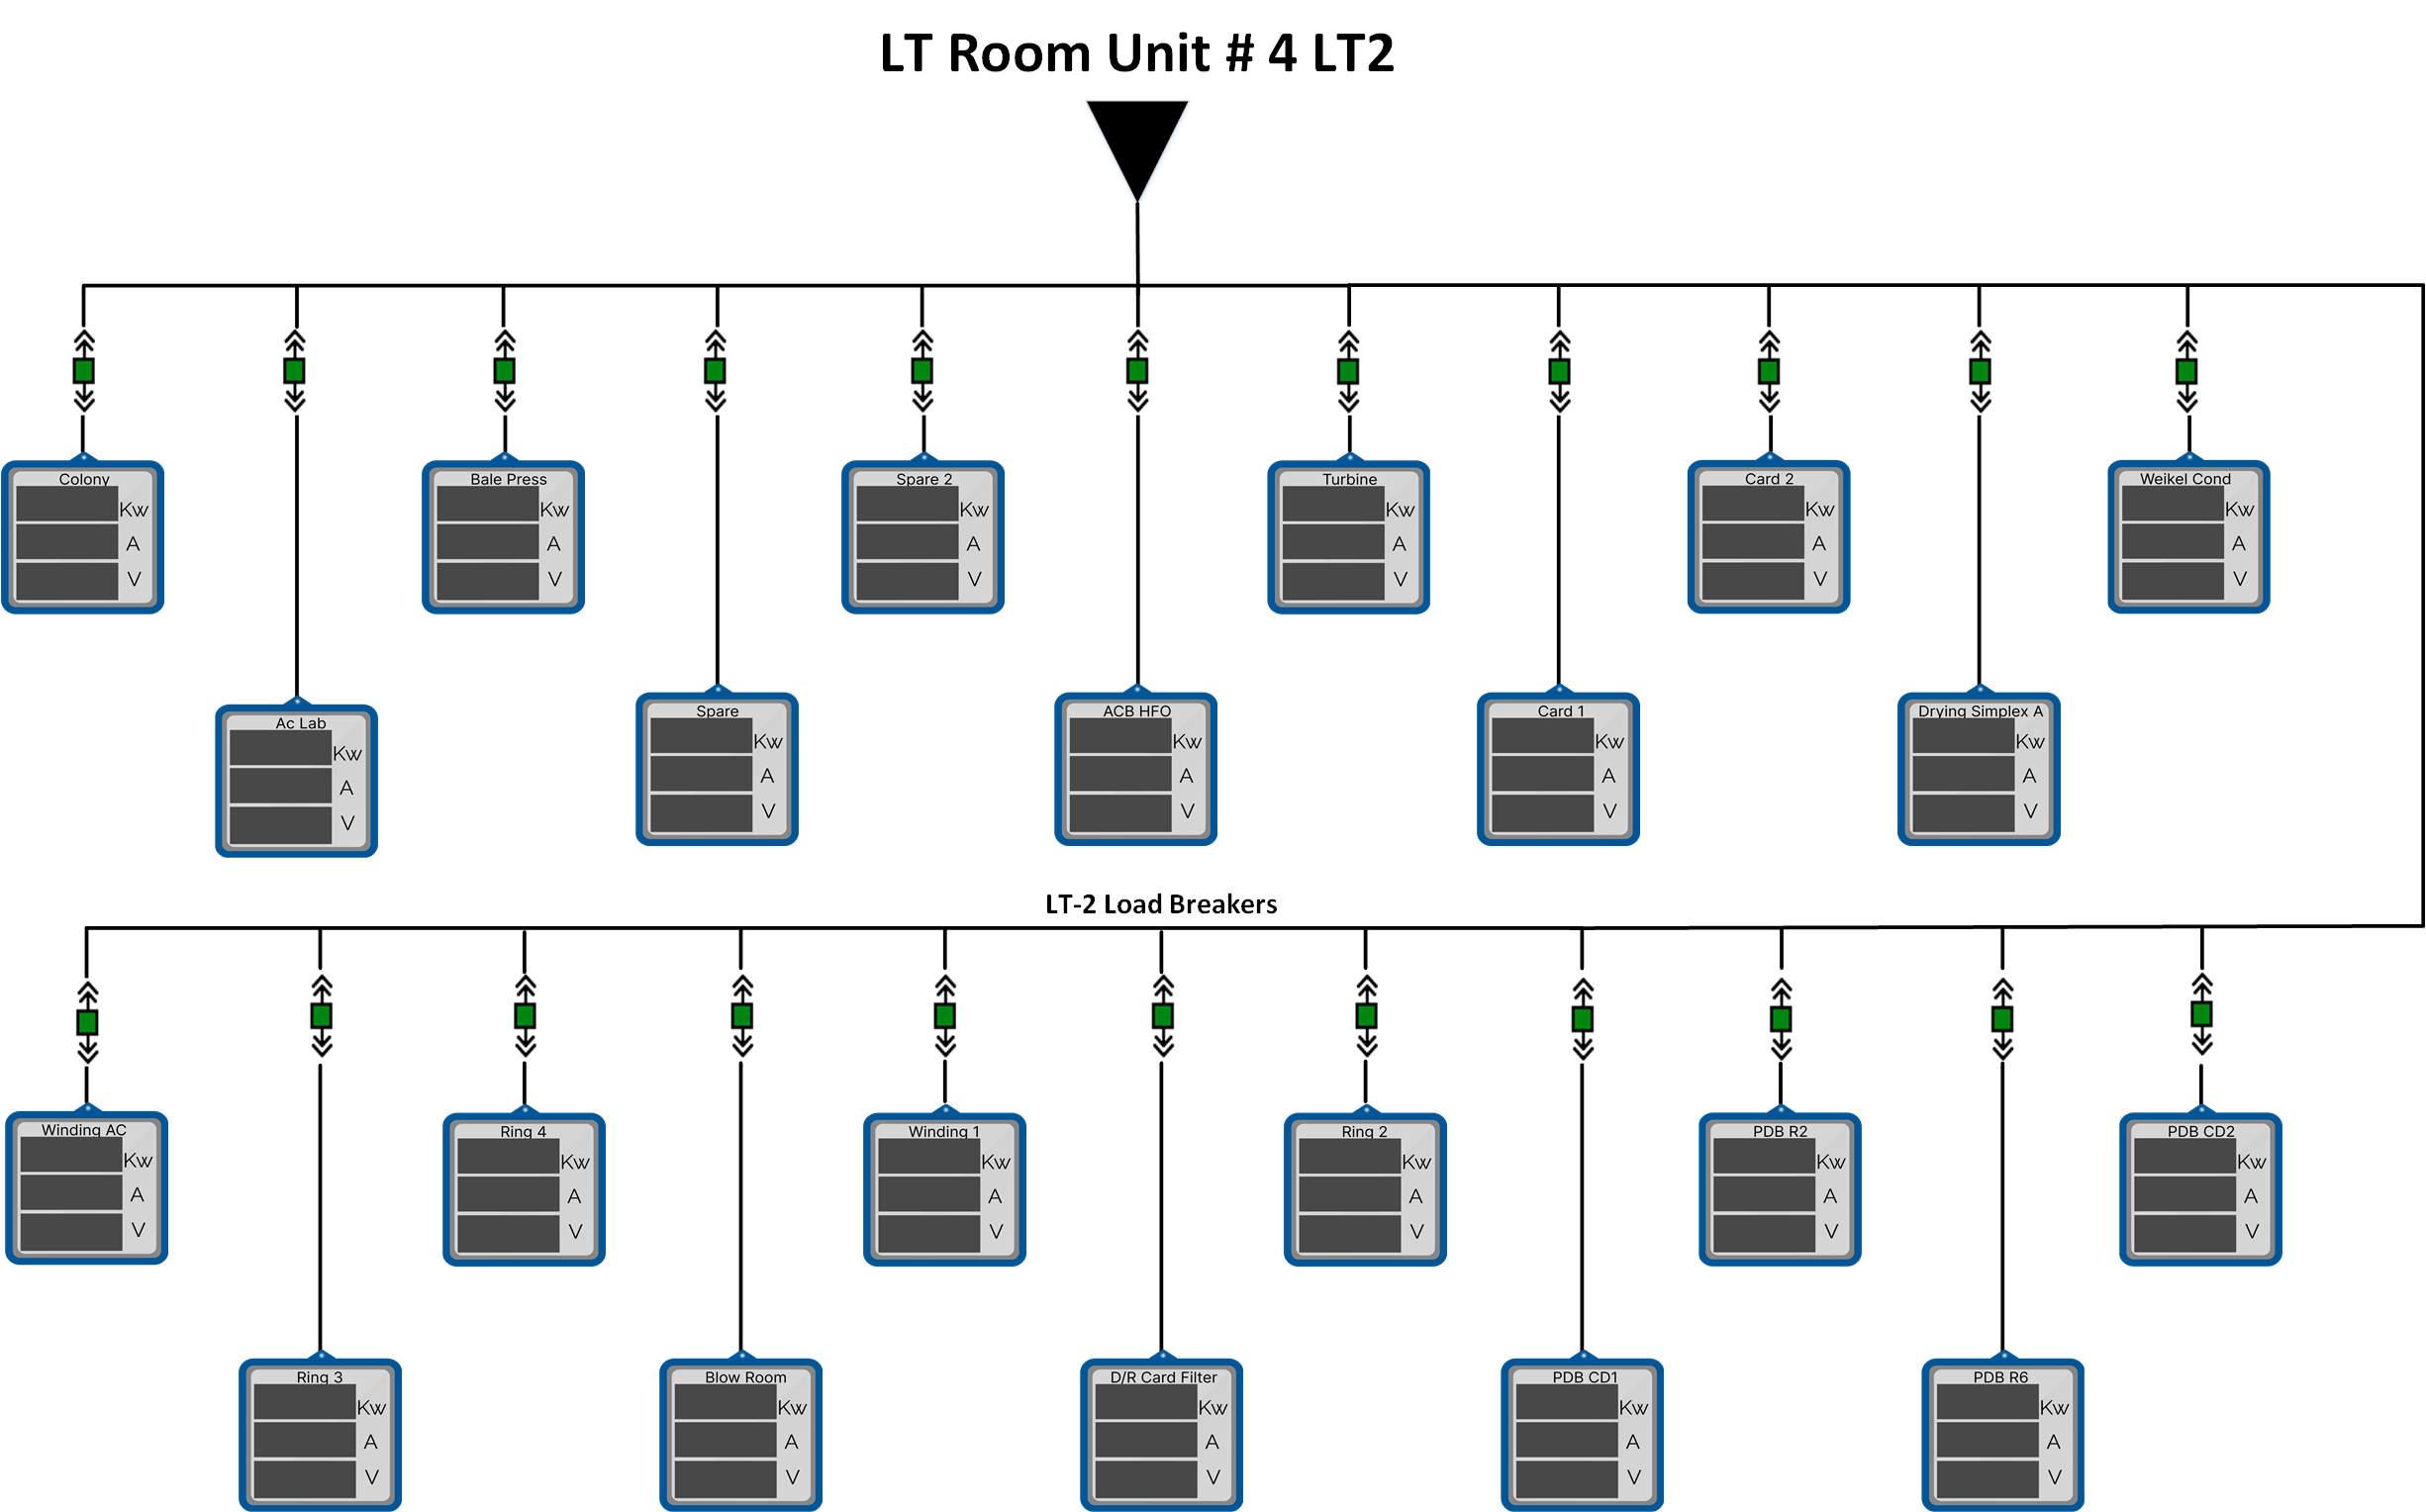 LT Room Unit # 4 LT2
Colony
Kw
A
V
Bale Press
Kw
A
V
Spare 2
Kw
A
V
Turbine
Kw
A
V
Card 2
Kw
A
V
Weikel Cond
Kw
A
V
Ac Lab
Kw
A
V
Spare
Kw
A
V
ACB HFO
Kw
A
V
Card 1
Kw
A
V
Drying Simplex A
Kw
A
V
LT-2 Load Breakers
Winding AC
Kw
A
V
Ring 4
Kw
A
V
Winding 1
Kw
A
V
Ring 2
Kw
A
V
PDB R2
Kw
A
V
PDB CD2
Kw
A
V
Ring 3
Kw
A
V
Blow Room
Kw
A
V
D/R Card Filter
Kw
A
V
PDB CD1
Kw
A
V
PDB R6
Kw
A
V